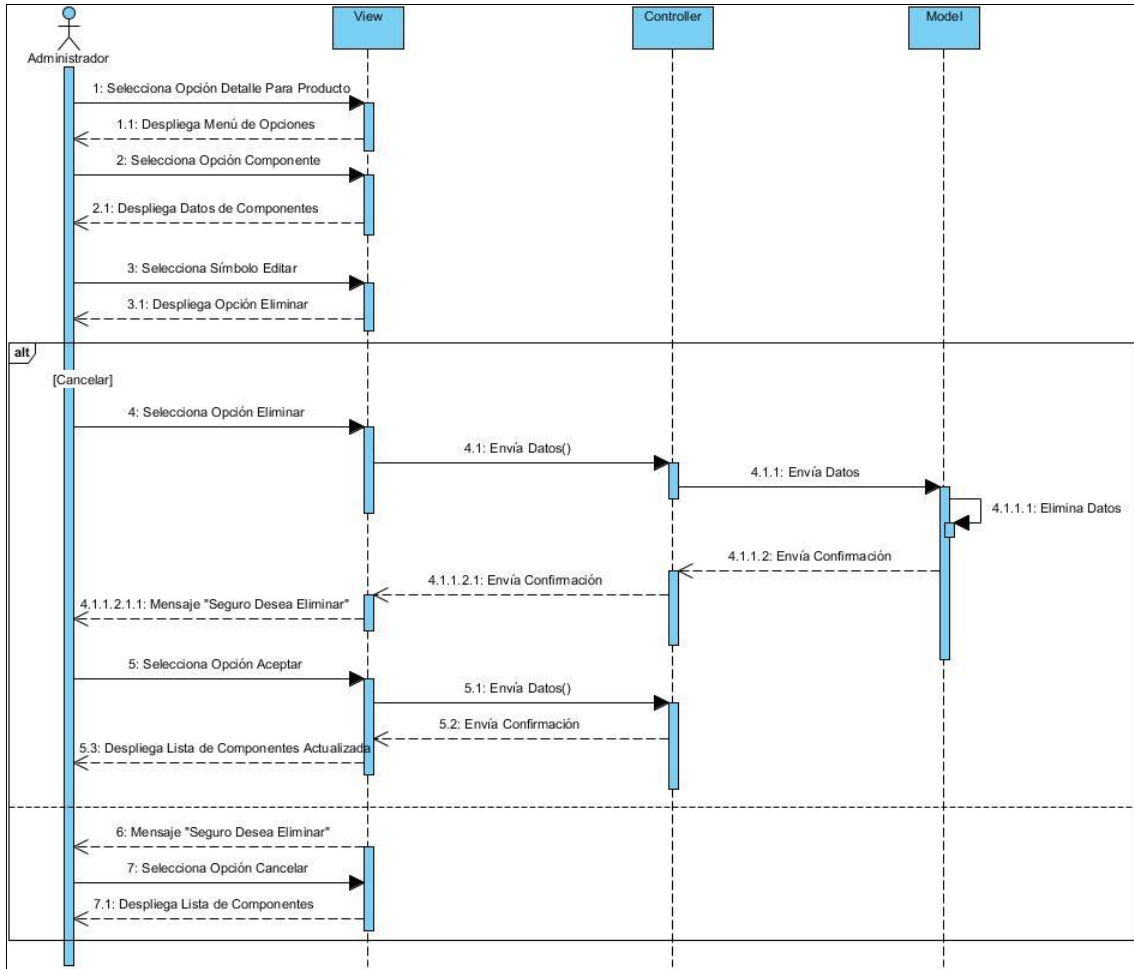 View
Controller
Model
Administrador
1: Selecciona Opción Detalle Para Producto
1.1: Despliega Menú de Opciones
2: Selecciona Opción Componente
2.1: Despliega Datos de Componentes
3: Selecciona Símbolo Editar
3.1: Despliega Opción Eliminar
alt
[Cancelar]
4: Selecciona Opción Eliminar
4.1: Envía Datos()
4.1.1: Envía Datos
4.1.1.1: Elimina Datos
4.1.1.2: Envía Confirmación
4.1.1.2.1: Envía Confirmación
4.1.1.2.1.1: Mensaje "Seguro Desea Eliminar"
5: Selecciona Opción Aceptar
5.1: Envía Datos()
5.2: Envía Confirmación
5.3: Despliega Lista de Componentes Actualizada
6: Mensaje "Seguro Desea Eliminar"
7: Selecciona Opción Cancelar
7.1: Despliega Lista de Componentes